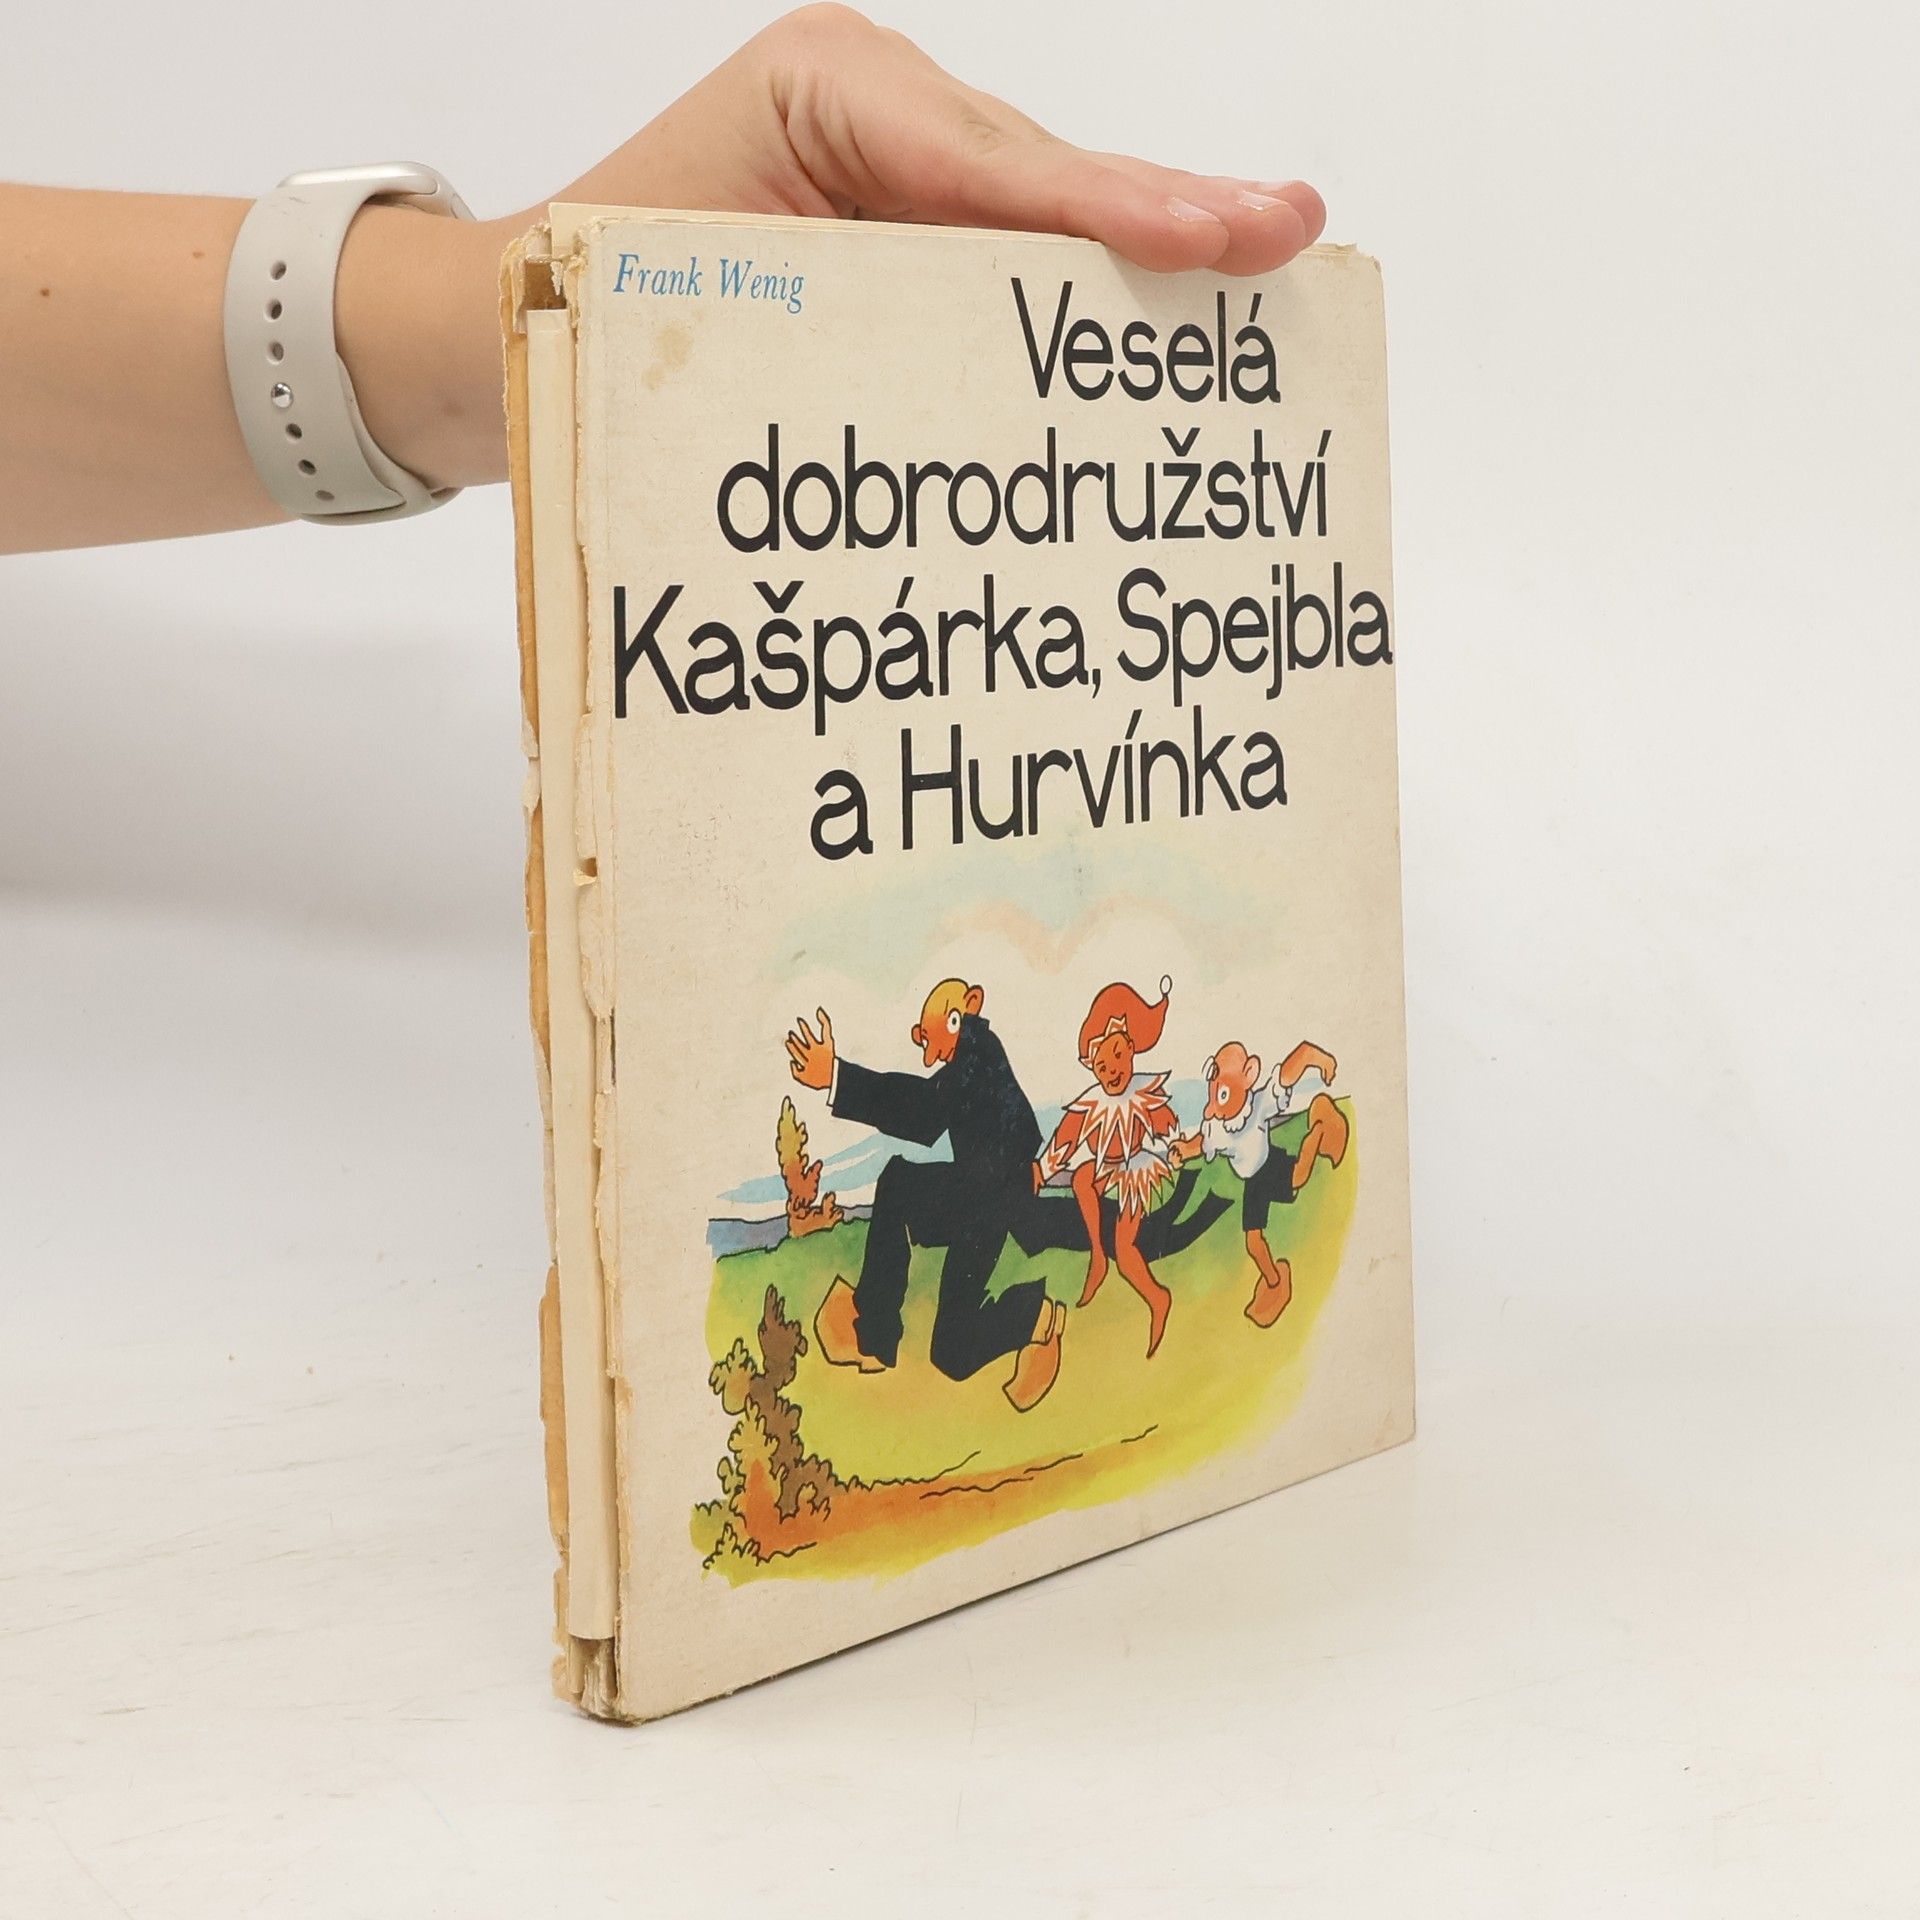 Frank Wenig
Veselá
dobrodružství
Kašpárka, Spejbla
a Hurvínka